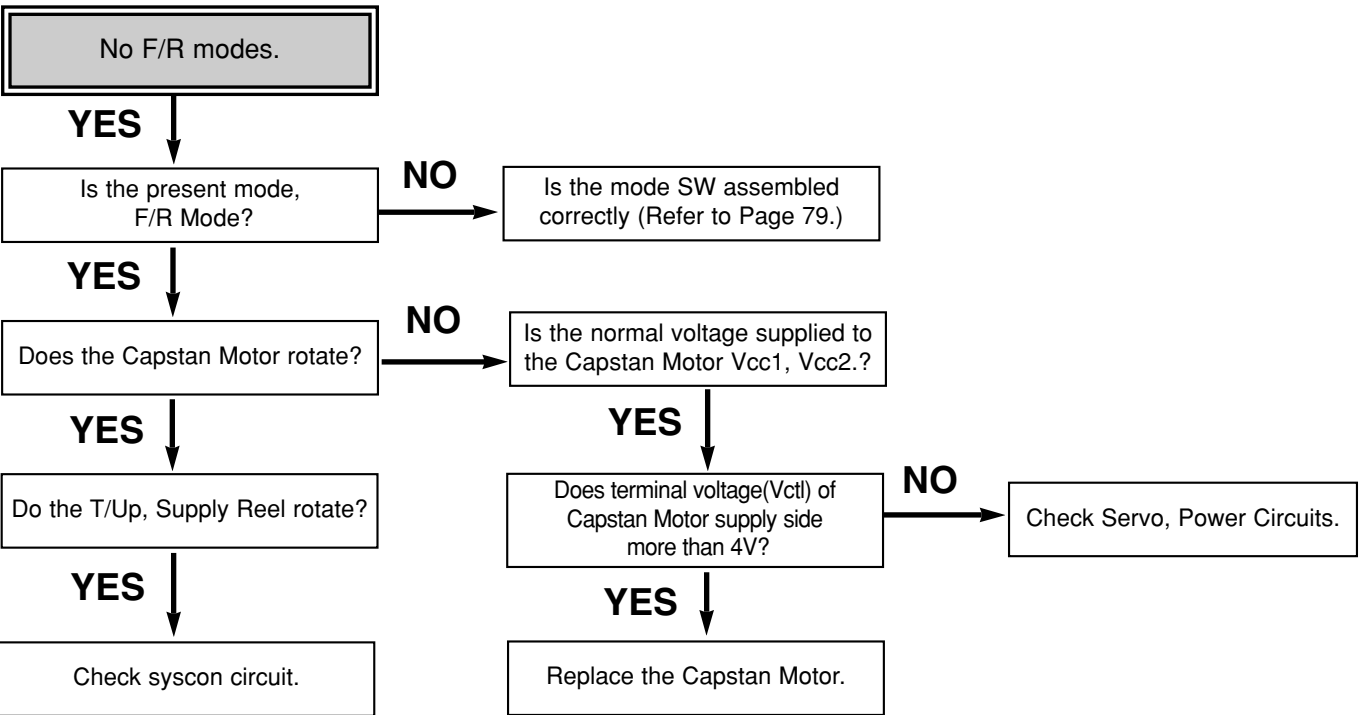 No F/R modes.
YES
Is the present mode,
F/R Mode?
NO
Is the mode SW assembled
correctly (Refer to Page 79.)
YES
Does the Capstan Motor rotate?
NO
Is the normal voltage supplied to
the Capstan Motor Vcc1, Vcc2.?
YES
YES
Do the T/Up, Supply Reel rotate?
Does terminal voltage(Vctl) of
Capstan Motor supply side
more than 4V?
NO
Check Servo, Power Circuits.
YES
YES
Check syscon circuit.
Replace the Capstan Motor.